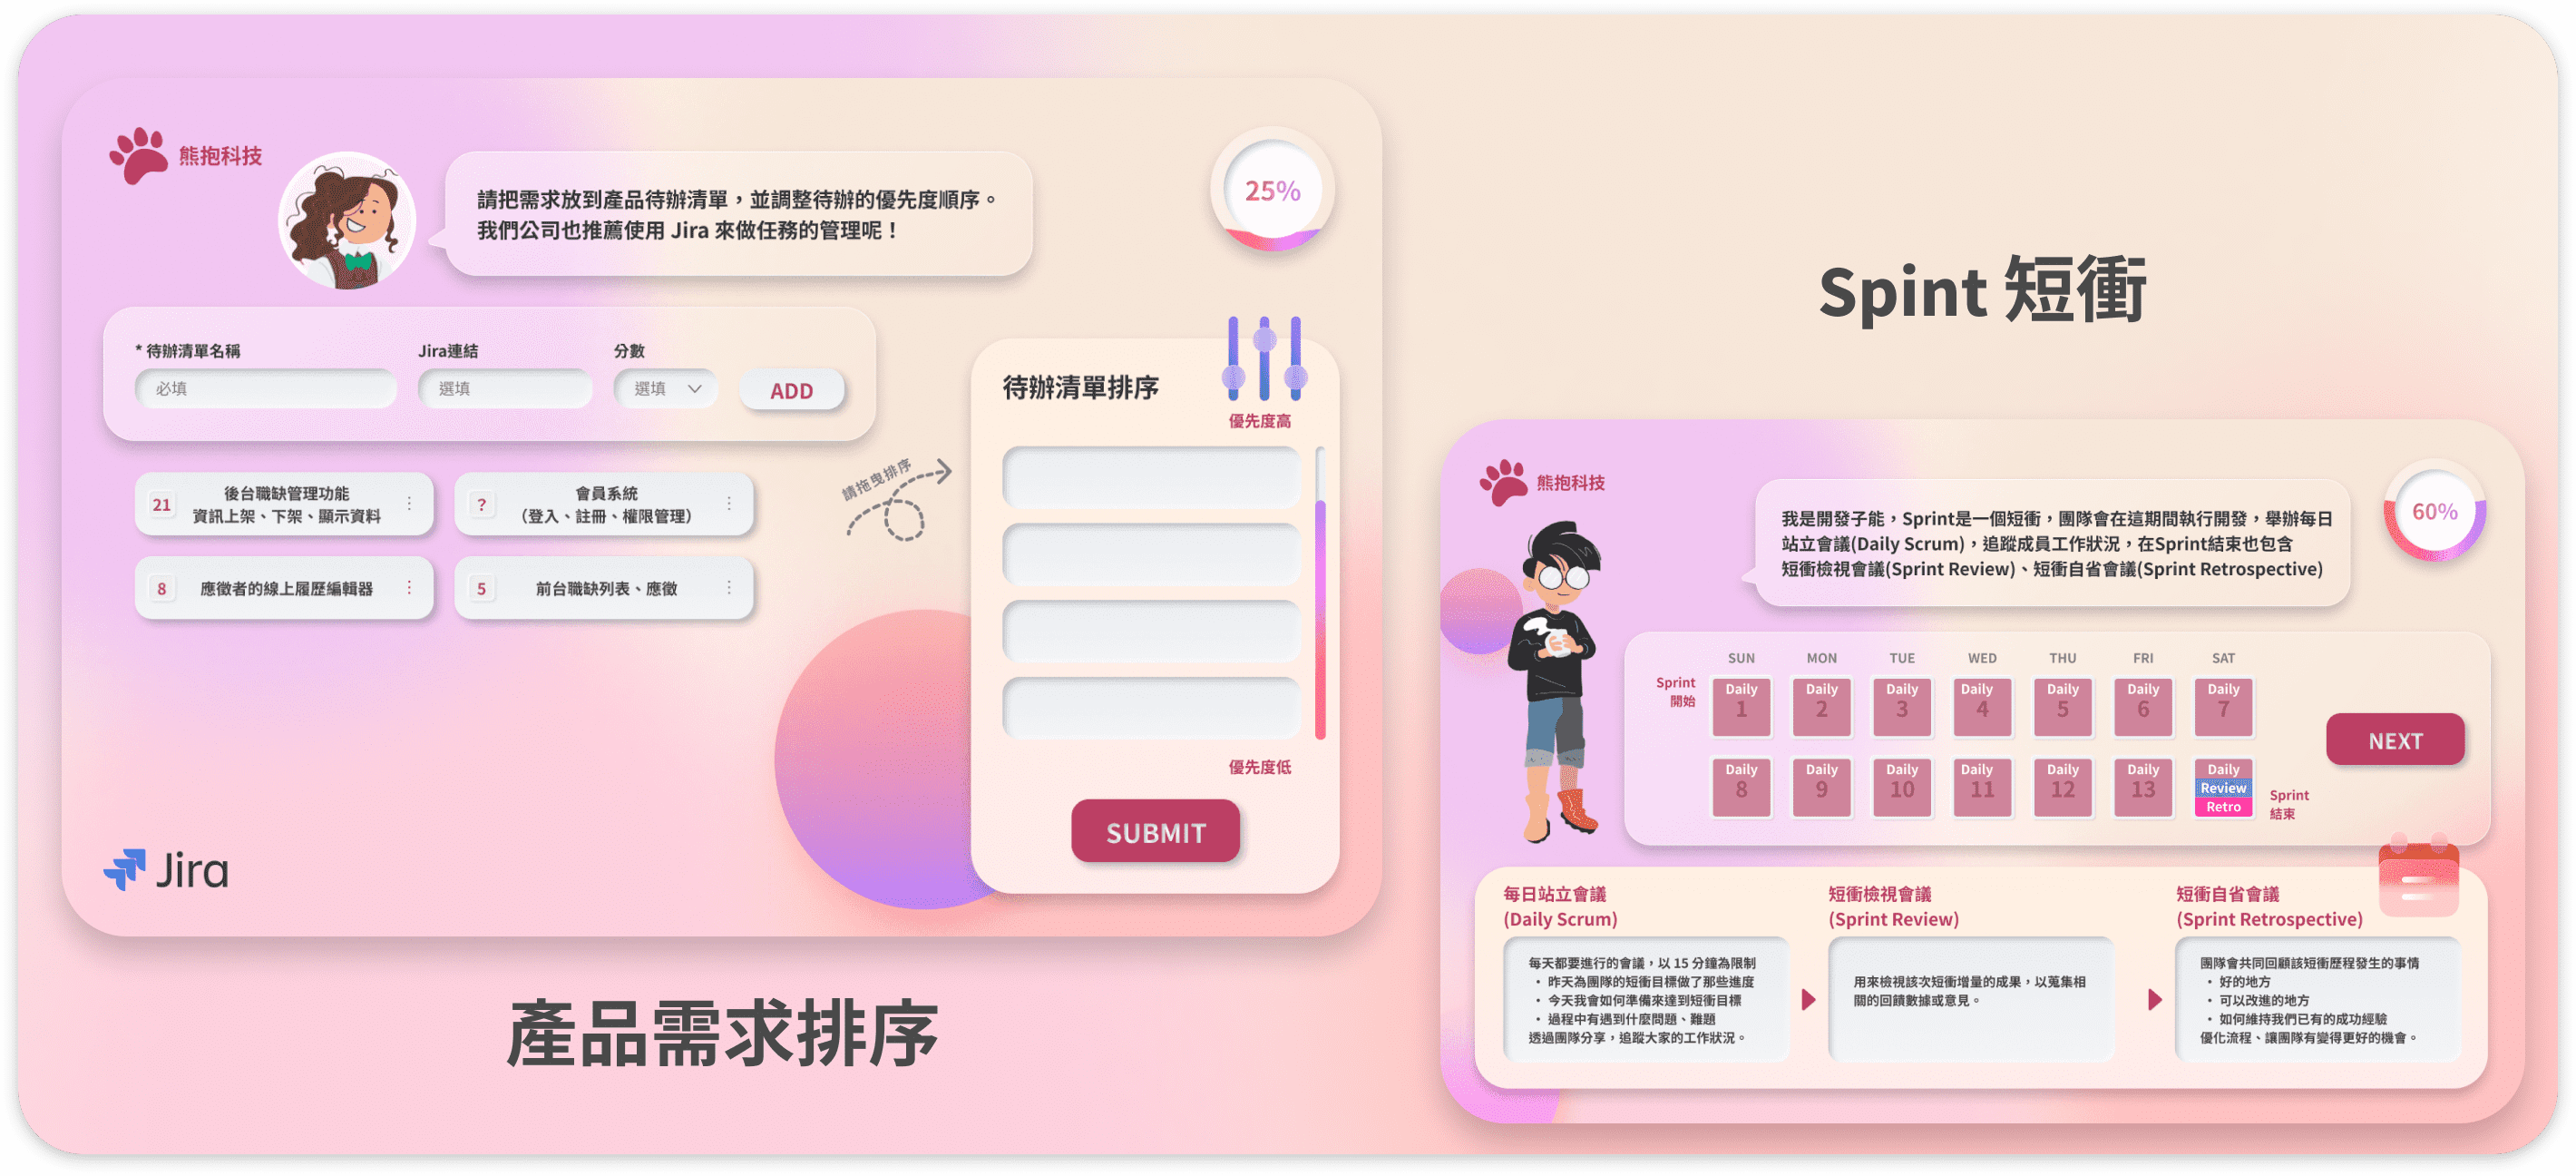 熊抱科技
請把需求放到產品待辦清單，並調整待辦的優先度順序。
我們公司也推薦使用 Jira 來做任務的管理呢！
25%
* 待辦清單名稱
必填
Jira連結
選填
分數
選填
ADD
21
後台職缺管理功能
資訊上架、下架、顯示資料
?
會員系統
（登入、註冊、權限管理）
8
應徵者的線上履歷編輯器
5
前台職缺列表、應徵
請拖曳排序
待辦清單排序
優先度高
優先度低
SUBMIT
Jira
產品需求排序
Spint 短衝
熊抱科技
我是開發子能，Sprint是一個短衝，團隊會在這期間執行開發，舉辦每日
站立會議(Daily Scrum)，追蹤成員工作狀況，在Sprint結束也包含
短衝檢視會議(Sprint Review)、短衝自省會議(Sprint Retrospective)
60%
SUN MON TUE WED THU FRI SAT
Sprint
開始
Daily Daily Daily Daily Daily Daily Daily
1 2 3 4 5 6 7
Daily Daily Daily Daily Daily Daily Daily
8 9 10 11 12 13 Review
Retro
Sprint
結束
NEXT
每日站立會議
(Daily Scrum)
每天都要進行的會議，以 15 分鐘為限制
• 昨天為團隊的短衝目標做了那些進度
• 今天我會如何準備來達到短衝目標
• 過程中有遇到什麼問題、難題
透過團隊分享，追蹤大家的工作狀況。
短衝檢視會議
(Sprint Review)
用來檢視該次短衝增量的成果，以蒐集相
關的回饋數據或意見。
短衝自省會議
(Sprint Retrospective)
團隊會共同回顧該短衝歷程發生的事情
• 好的地方
• 可以改進的地方
• 如何維持我們已有的成功經驗
優化流程、讓團隊有變得更好的機會。